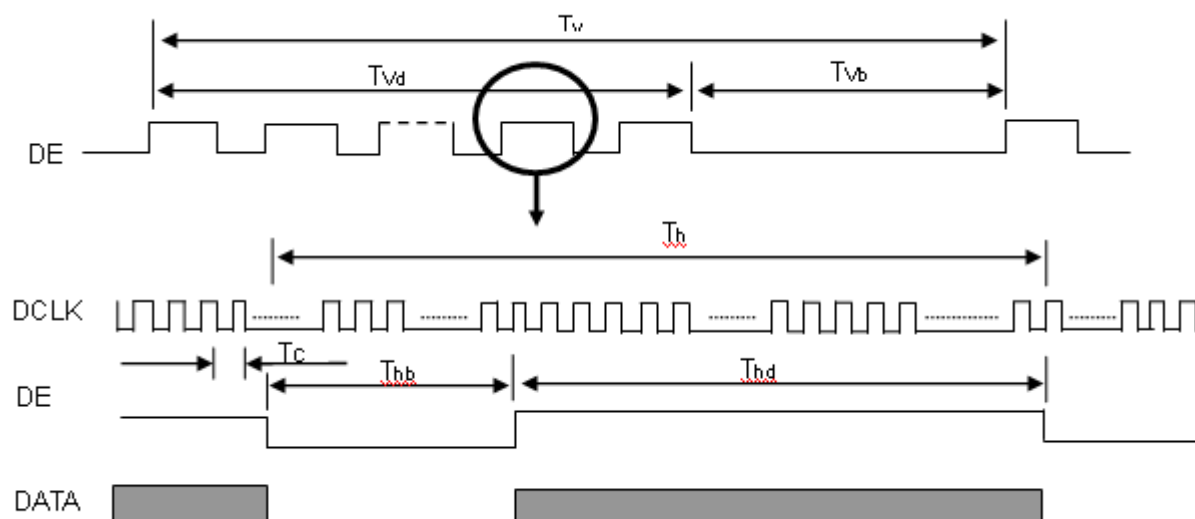 Tv
Tvd
Tvb
DE
Th
DCLK
Tc
Thb
Thd
DE
DATA